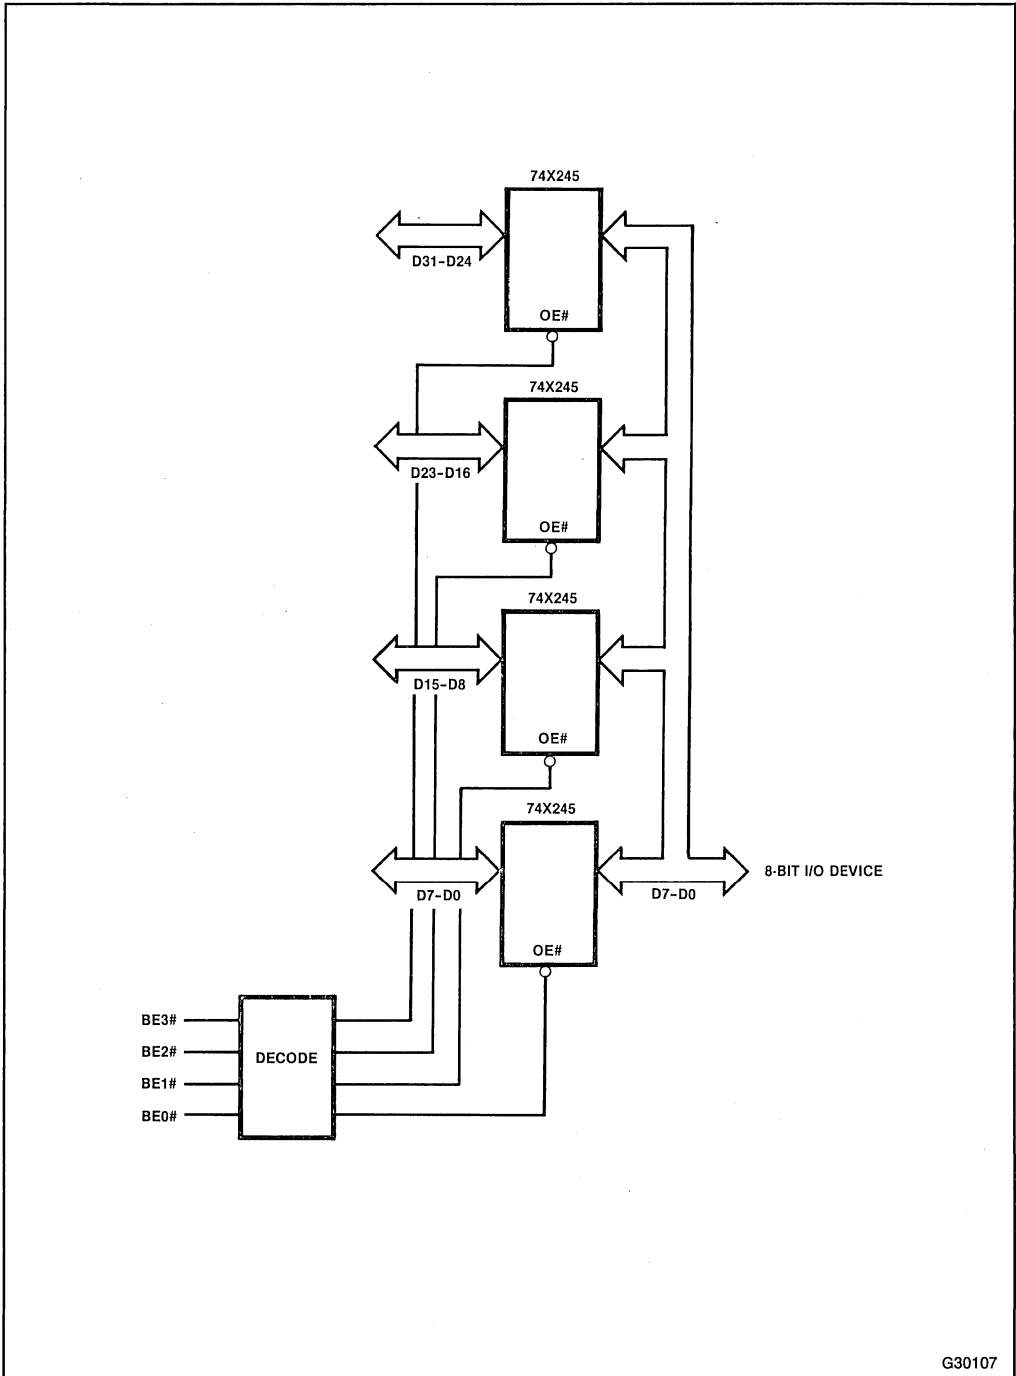 74X245
D31-D24
OE#
74X245
D23-D16
OE#
74X245
D15-D8
OE#
74X245
D7-D0
OE#
D7-D0
8-BIT I/O DEVICE
BE3#
BE2#
BE1#
BE0#
DECODE
G30107